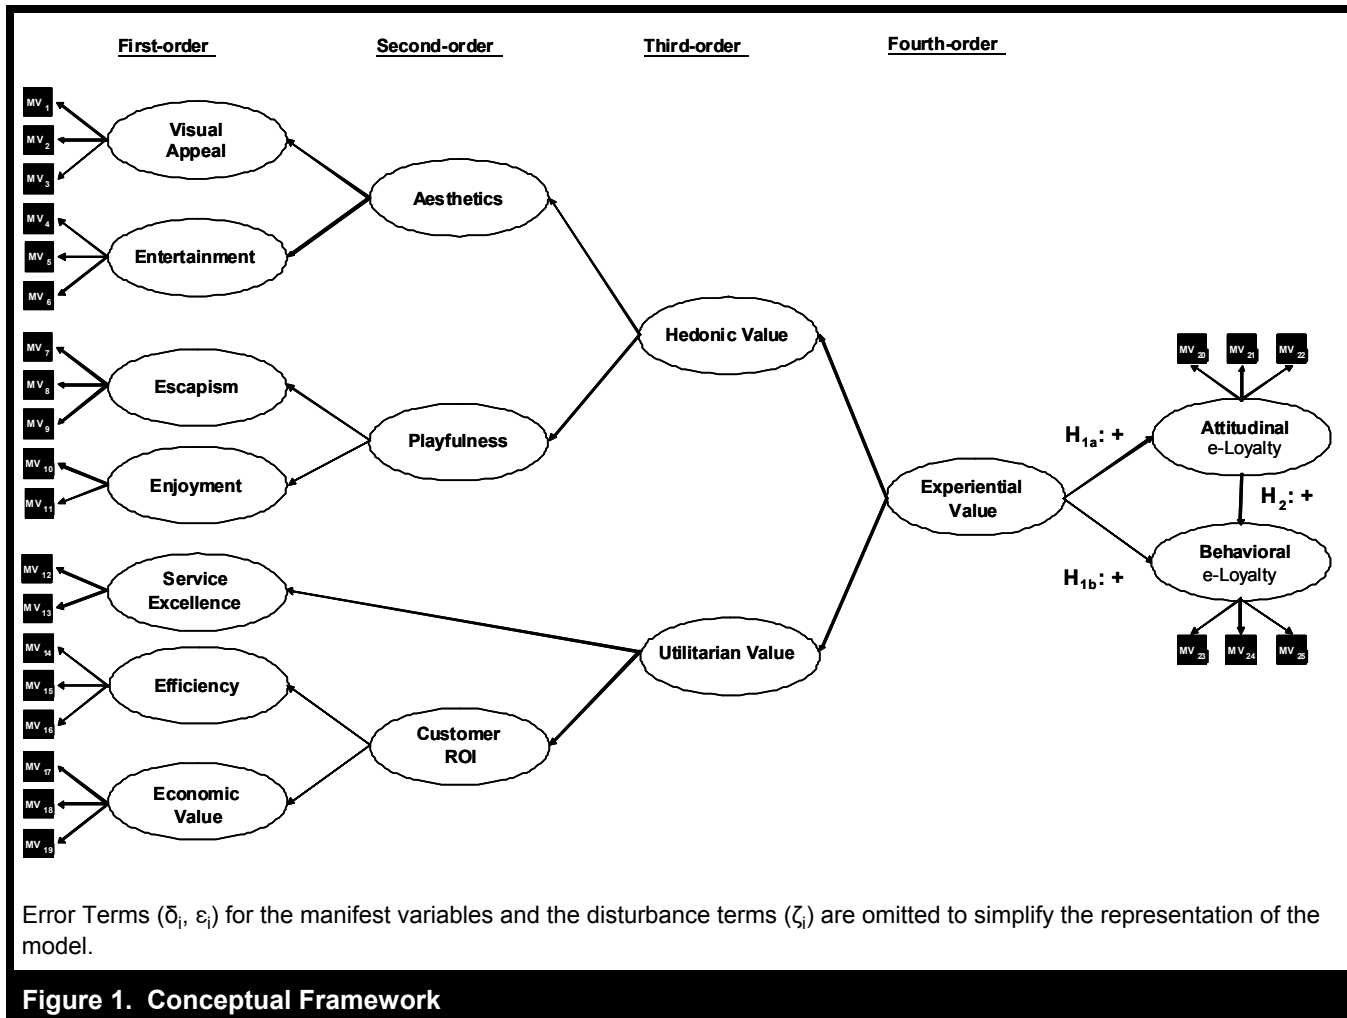 First-order Second-order Third-order Fourth-order
MV 1
MV 2
MV 3
Visual
Appeal
MV 4
MV 5
MV 6
Entertainment
Aesthetics
MV 7
MV 8
MV 9
Escapism
MV 10
MV 11
Enjoyment
Playfulness
Hedonic Value
MV 12
MV 13
Service
Excellence
MV 14
MV 15
MV 16
Efficiency
MV 17
MV 18
MV 19
Economic
Value
Customer
ROI
Utilitarian Value
Experiential
Value
H1a: +
H1b: +
MV 20 MV 21 MV 22
Attitudinal
e-Loyalty
H2: +
Behavioral
e-Loyalty
MV 23 MV 24 MV 25
Error Terms (δi, εi) for the manifest variables and the disturbance terms (ζi) are omitted to simplify the representation of the
model.
Figure 1. Conceptual Framework